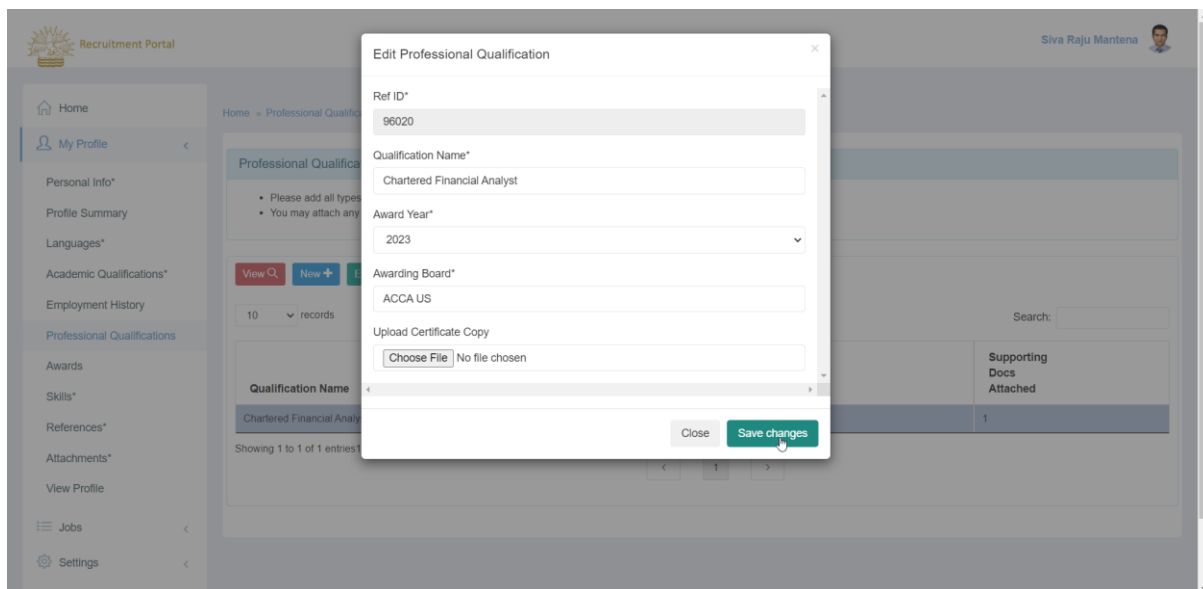 Recruitment Portal
Siva Raju Mantena
Home
My Profile
Personal Info*
Profile Summary
Languages*
Academic Qualifications*
Employment History
Professional Qualifications
Awards
Skills*
References*
Attachments*
View Profile
Jobs
Settings
Home » Professional Qualific
Professional Qualifica
Please add all types
You may attach any
View New E
10 records
Search:
Qualification Name
Supporting
Docs
Attached
Chartered Financial Analy 1
Showing 1 to 1 of 1 entries1
< 1 >
Edit Professional Qualification ×
Ref ID*
96020
Qualification Name*
Chartered Financial Analyst
Award Year*
2023
Awarding Board*
ACCA US
Upload Certificate Copy
Choose File No file chosen
Close Save changes